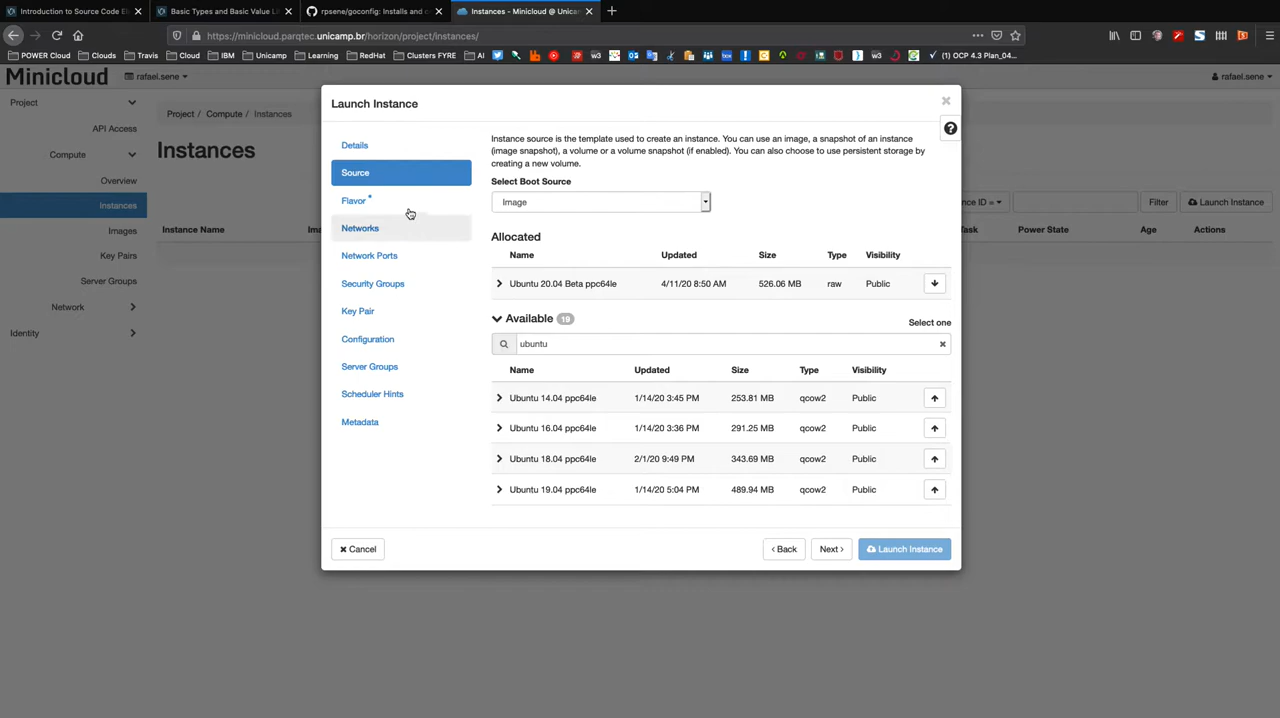 Introduction to Source Code El
Basic Types and Basic Value Li
rpsene/goconfig: Installs and c
Instances - Minicloud @ Unicam
https://minicloud.parqtec.unicamp.br/horizon/project/instances/
POWER Cloud
Clouds
Travis
Cloud
IBM
Unicamp
Learning
RedHat
Clusters FYRE
AI
w3
w3
OCP 4.3 Plan_04...
Minicloud
rafael.sene
rafael.sene
Project
API Access
Compute
Overview
Instances
Images
Key Pairs
Server Groups
Network
Identity
Project / Compute / Instances
Instances
ce ID =
Filter
Launch Instance
Instance Name
Ima
Task
Power State
Age
Actions
Launch Instance
Details
Source
Flavor *
Networks
Network Ports
Security Groups
Key Pair
Configuration
Server Groups
Scheduler Hints
Metadata
Instance source is the template used to create an instance. You can use an image, a snapshot of an instance
(image snapshot), a volume or a volume snapshot (if enabled). You can also choose to use persistent storage by
creating a new volume.
Select Boot Source
Image
Allocated
Name Updated Size Type Visibility
Ubuntu 20.04 Beta ppc64le 4/11/20 8:50 AM 526.06 MB raw Public
Available 19
Select one
ubuntu
Name Updated Size Type Visibility
Ubuntu 14.04 ppc64le 1/14/20 3:45 PM 253.81 MB qcow2 Public
Ubuntu 16.04 ppc64le 1/14/20 3:36 PM 291.25 MB qcow2 Public
Ubuntu 18.04 ppc64le 2/1/20 9:49 PM 343.69 MB qcow2 Public
Ubuntu 19.04 ppc64le 1/14/20 5:04 PM 489.94 MB qcow2 Public
Cancel
Back
Next
Launch Instance